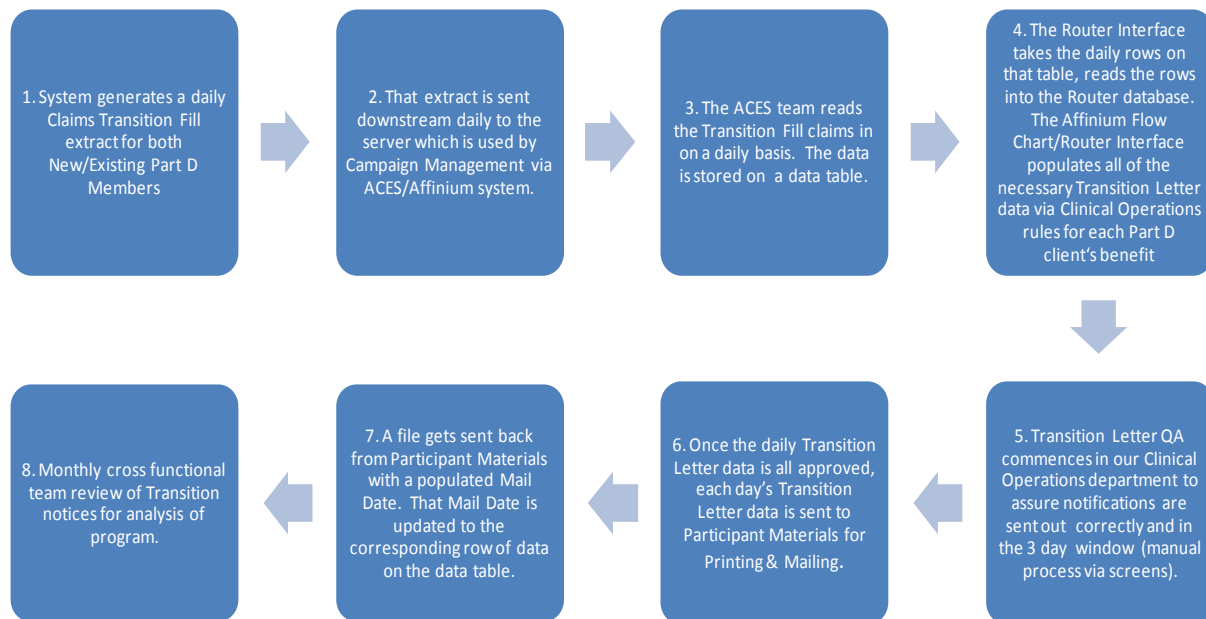 1. System generates a daily
Claims Transition Fill
extract for both
New/Existing Part D
Members
2. That extract is sent
downstream daily to the
server which is used by
Campaign Management via
ACES/Affinium system.
3. The ACES team reads
the Transition Fill claims in
on a daily basis. The data
is stored on a data table.
4. The Router Interface
takes the daily rows on
that table, reads the rows
into the Router database.
The Affinium Flow
Chart/Router Interface
populates all of the
necessary Transition Letter
data via Clinical Operations
rules for each Part D
client's benefit
5. Transition Letter QA
commences in our Clinical
Operations department to
assure notifications are
sent out correctly and in
the 3 day window (manual
process via screens).
6. Once the daily Transition
Letter data is all approved,
each day's Transition
Letter data is sent to
Participant Materials for
Printing & Mailing.
7. A file gets sent back
from Participant Materials
with a populated Mail
Date. That Mail Date is
updated to the
corresponding row of data
on the data table.
8. Monthly cross functional
team review of Transition
notices for analysis of
program.